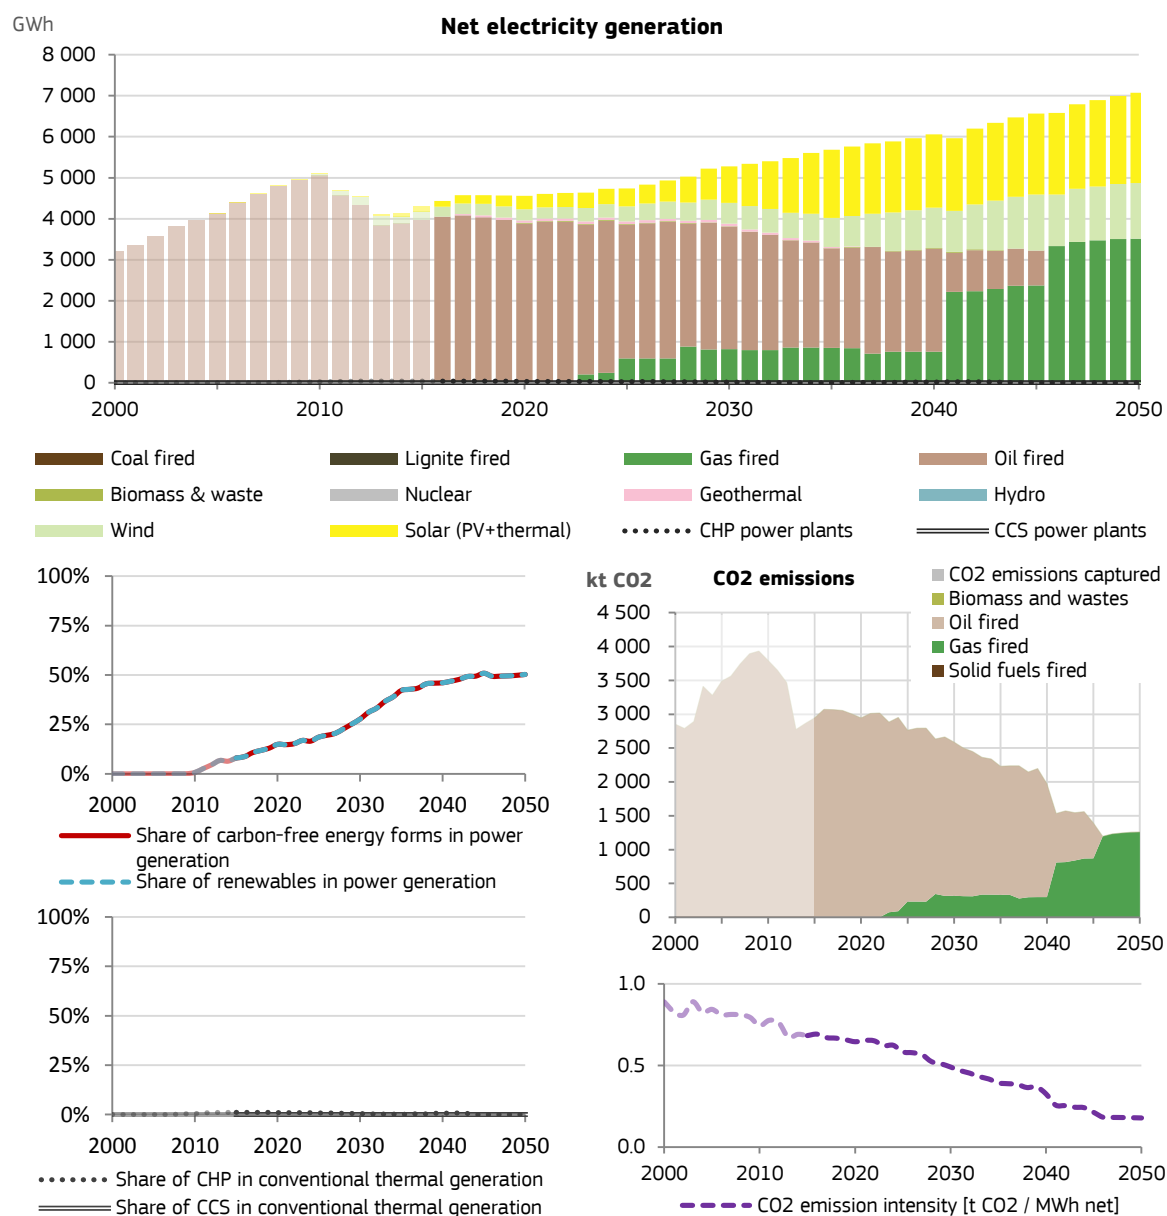 GWh
Net electricity generation
8 000
7 000
6 000
5 000
4 000
3 000
2 000
1 000
0
2000 2010 2020 2030 2040 2050
Coal fired Lignite fired Gas fired Oil fired
Biomass & waste Nuclear Geothermal Hydro
Wind Solar (PV+thermal) CHP power plants CCS power plants
100%
75%
50%
25%
0%
2000 2010 2020 2030 2040 2050
Share of carbon-free energy forms in power
generation
Share of renewables in power generation
kt CO2
CO2 emissions
CO2 emissions captured
Biomass and wastes
Oil fired
Gas fired
Solid fuels fired
4 500
4 000
3 500
3 000
2 500
2 000
1 500
1 000
500
0
2000 2010 2020 2030 2040 2050
100%
75%
50%
25%
0%
2000 2010 2020 2030 2040 2050
Share of CHP in conventional thermal generation
Share of CCS in conventional thermal generation
1.0
0.5
0.0
2000 2010 2020 2030 2040 2050
CO2 emission intensity [t CO2 / MWh net]